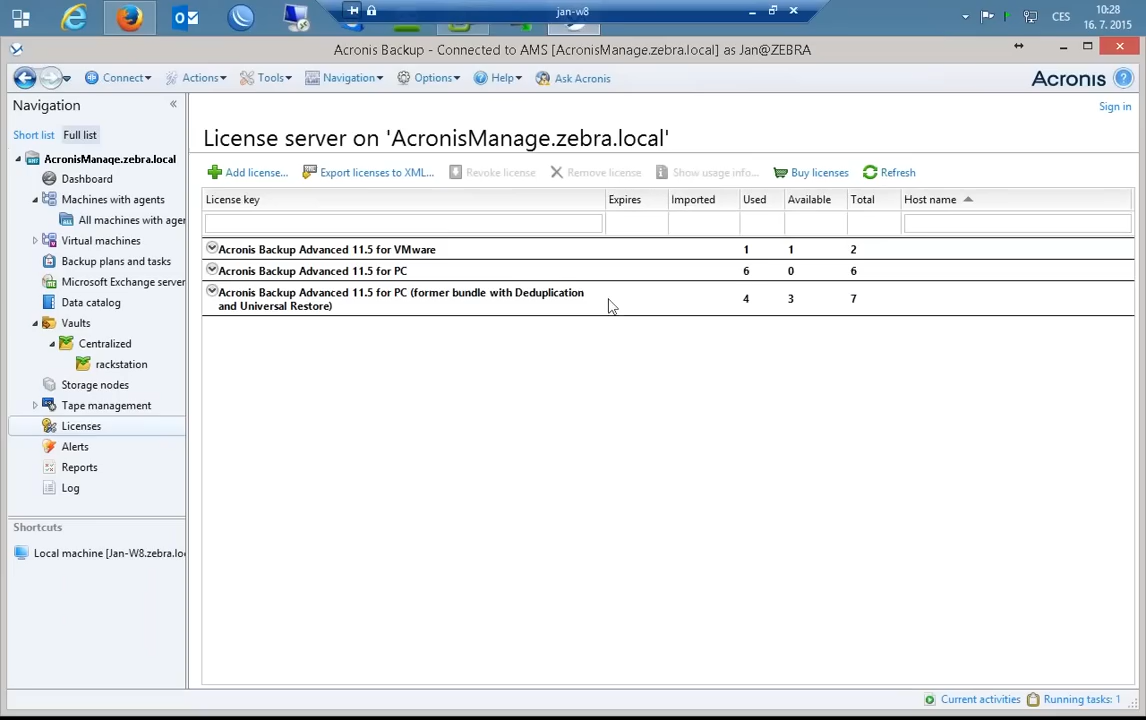 jan-w8
CES
10:28
16. 7. 2015
Acronis Backup - Connected to AMS [AcronisManage.zebra.local] as Jan@ZEBRA
Connect
Actions
Tools
Navigation
Options
Help
Ask Acronis
Acronis
Navigation
Short list
Full list
Sign in
License server on 'AcronisManage.zebra.local'
Add license...
Export licenses to XML...
Revoke license
Remove license
Show usage info...
Buy licenses
Refresh
License key
Expires
Imported
Used
Available
Total
Host name
Acronis Backup Advanced 11.5 for VMware
1
1
2
Acronis Backup Advanced 11.5 for PC
6
0
6
Acronis Backup Advanced 11.5 for PC (former bundle with Deduplication
and Universal Restore)
4
3
7
AcronisManage.zebra.local
Dashboard
Machines with agents
All machines with ager
Virtual machines
Backup plans and tasks
Microsoft Exchange server
Data catalog
Vaults
Centralized
rackstation
Storage nodes
Tape management
Licenses
Alerts
Reports
Log
Shortcuts
Local machine [Jan-W8.zebra.lo
Current activities
Running tasks: 1